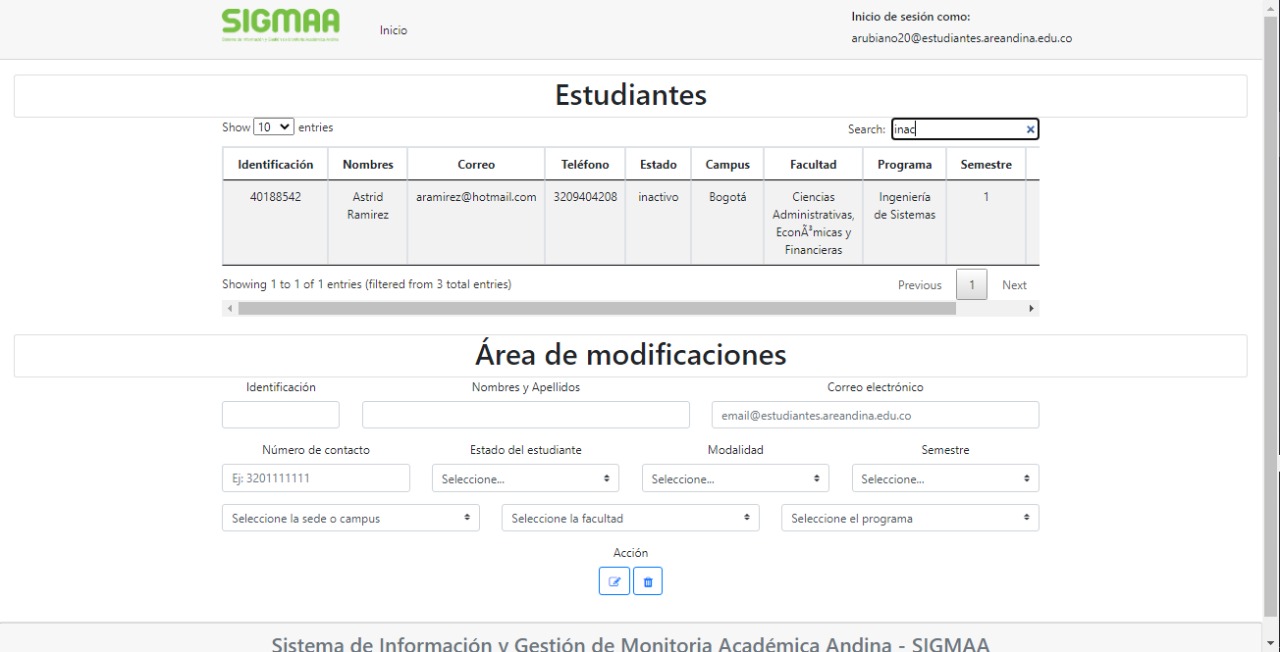 SIGMAA
Inicio
Inicio de sesión como:
arubiano20@estudiantes.areandina.edu.co
Estudiantes
Show 10 entries
Search: inac
Identificación Nombres Correo Teléfono Estado Campus Facultad Programa Semestre
40188542 Astrid Ramirez aramirez@hotmail.com 3209404208 inactivo Bogotá Ciencias Administrativas, EconÃ³micas y Financieras Ingeniería de Sistemas 1
Showing 1 to 1 of 1 entries (filtered from 3 total entries)
Previous 1 Next
Área de modificaciones
Identificación Nombres y Apellidos Correo electrónico
email@estudiantes.areandina.edu.co
Número de contacto Estado del estudiante Modalidad Semestre
Ej: 3201111111 Seleccione... Seleccione... Seleccione...
Seleccione la sede o campus Seleccione la facultad Seleccione el programa
Acción
Sistema de Información y Gestión de Monitoria Académica Andina - SIGMAA